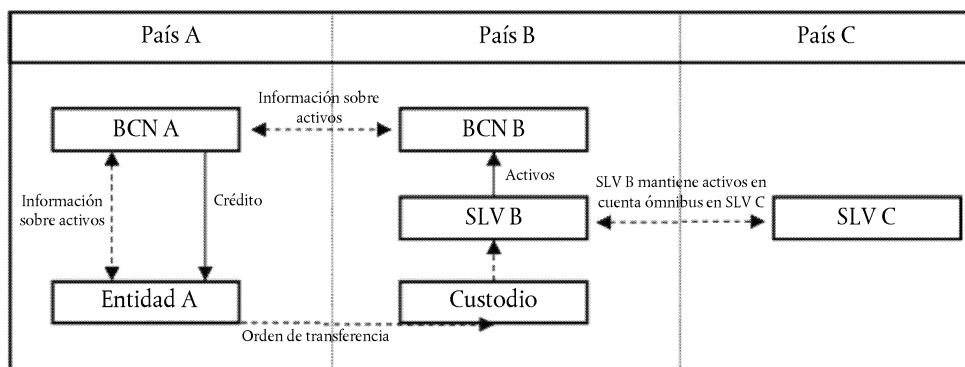 País A
País B
País C
Información sobre
activos
BCN A
BCN B
Información
sobre activos
Crédito
Activos
SLV B mantiene activos en
cuenta ómnibus en SLV C
SLV B
SLV C
Entidad A
Custodio
Orden de transferencia